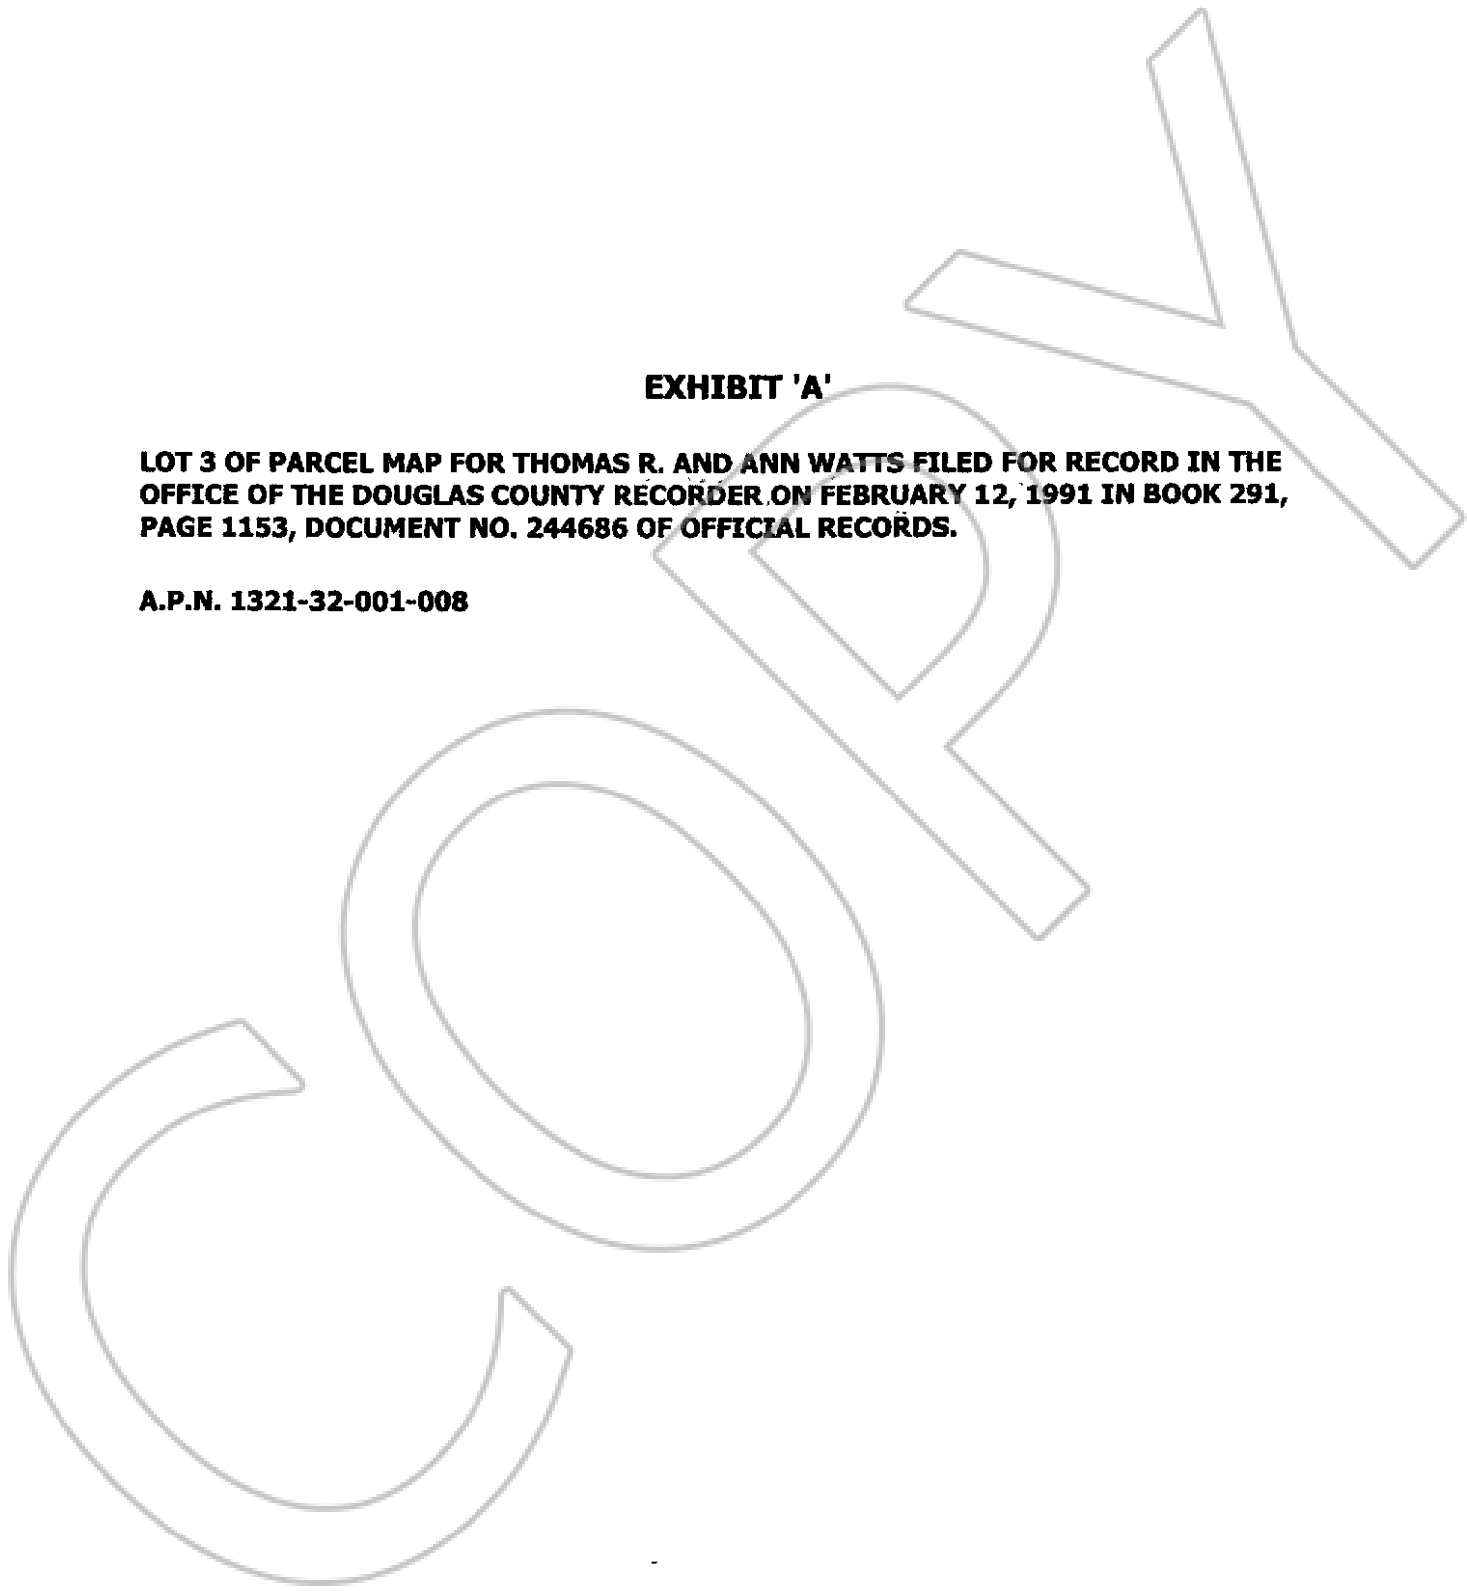 EXHIBIT 'A'
LOT 3 OF PARCEL MAP FOR THOMAS R. AND ANN WATTS FILED FOR RECORD IN THE
OFFICE OF THE DOUGLAS COUNTY RECORDER ON FEBRUARY 12, 1991 IN BOOK 291,
PAGE 1153, DOCUMENT NO. 244686 OF OFFICIAL RECORDS.
A.P.N. 1321-32-001-008
COPY